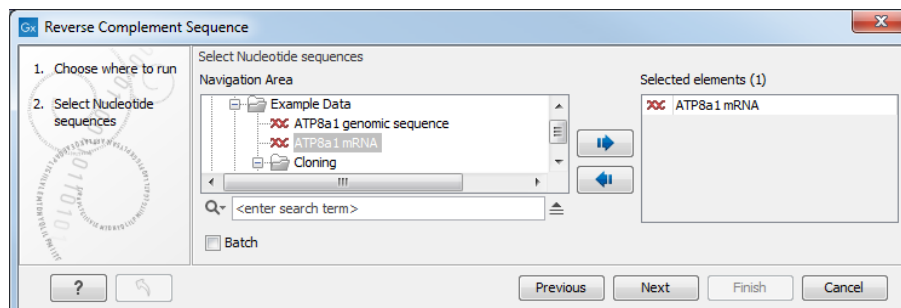 Gx Reverse Complement Sequence
1. Choose where to run
2. Select Nucleotide
sequences
Select Nucleotide sequences
Navigation Area
Example Data
ATP8a1 genomic sequence
ATP8a1 mRNA
Cloning
<enter search term>
Batch
Selected elements (1)
ATP8a1 mRNA
?
Previous
Next
Finish
Cancel